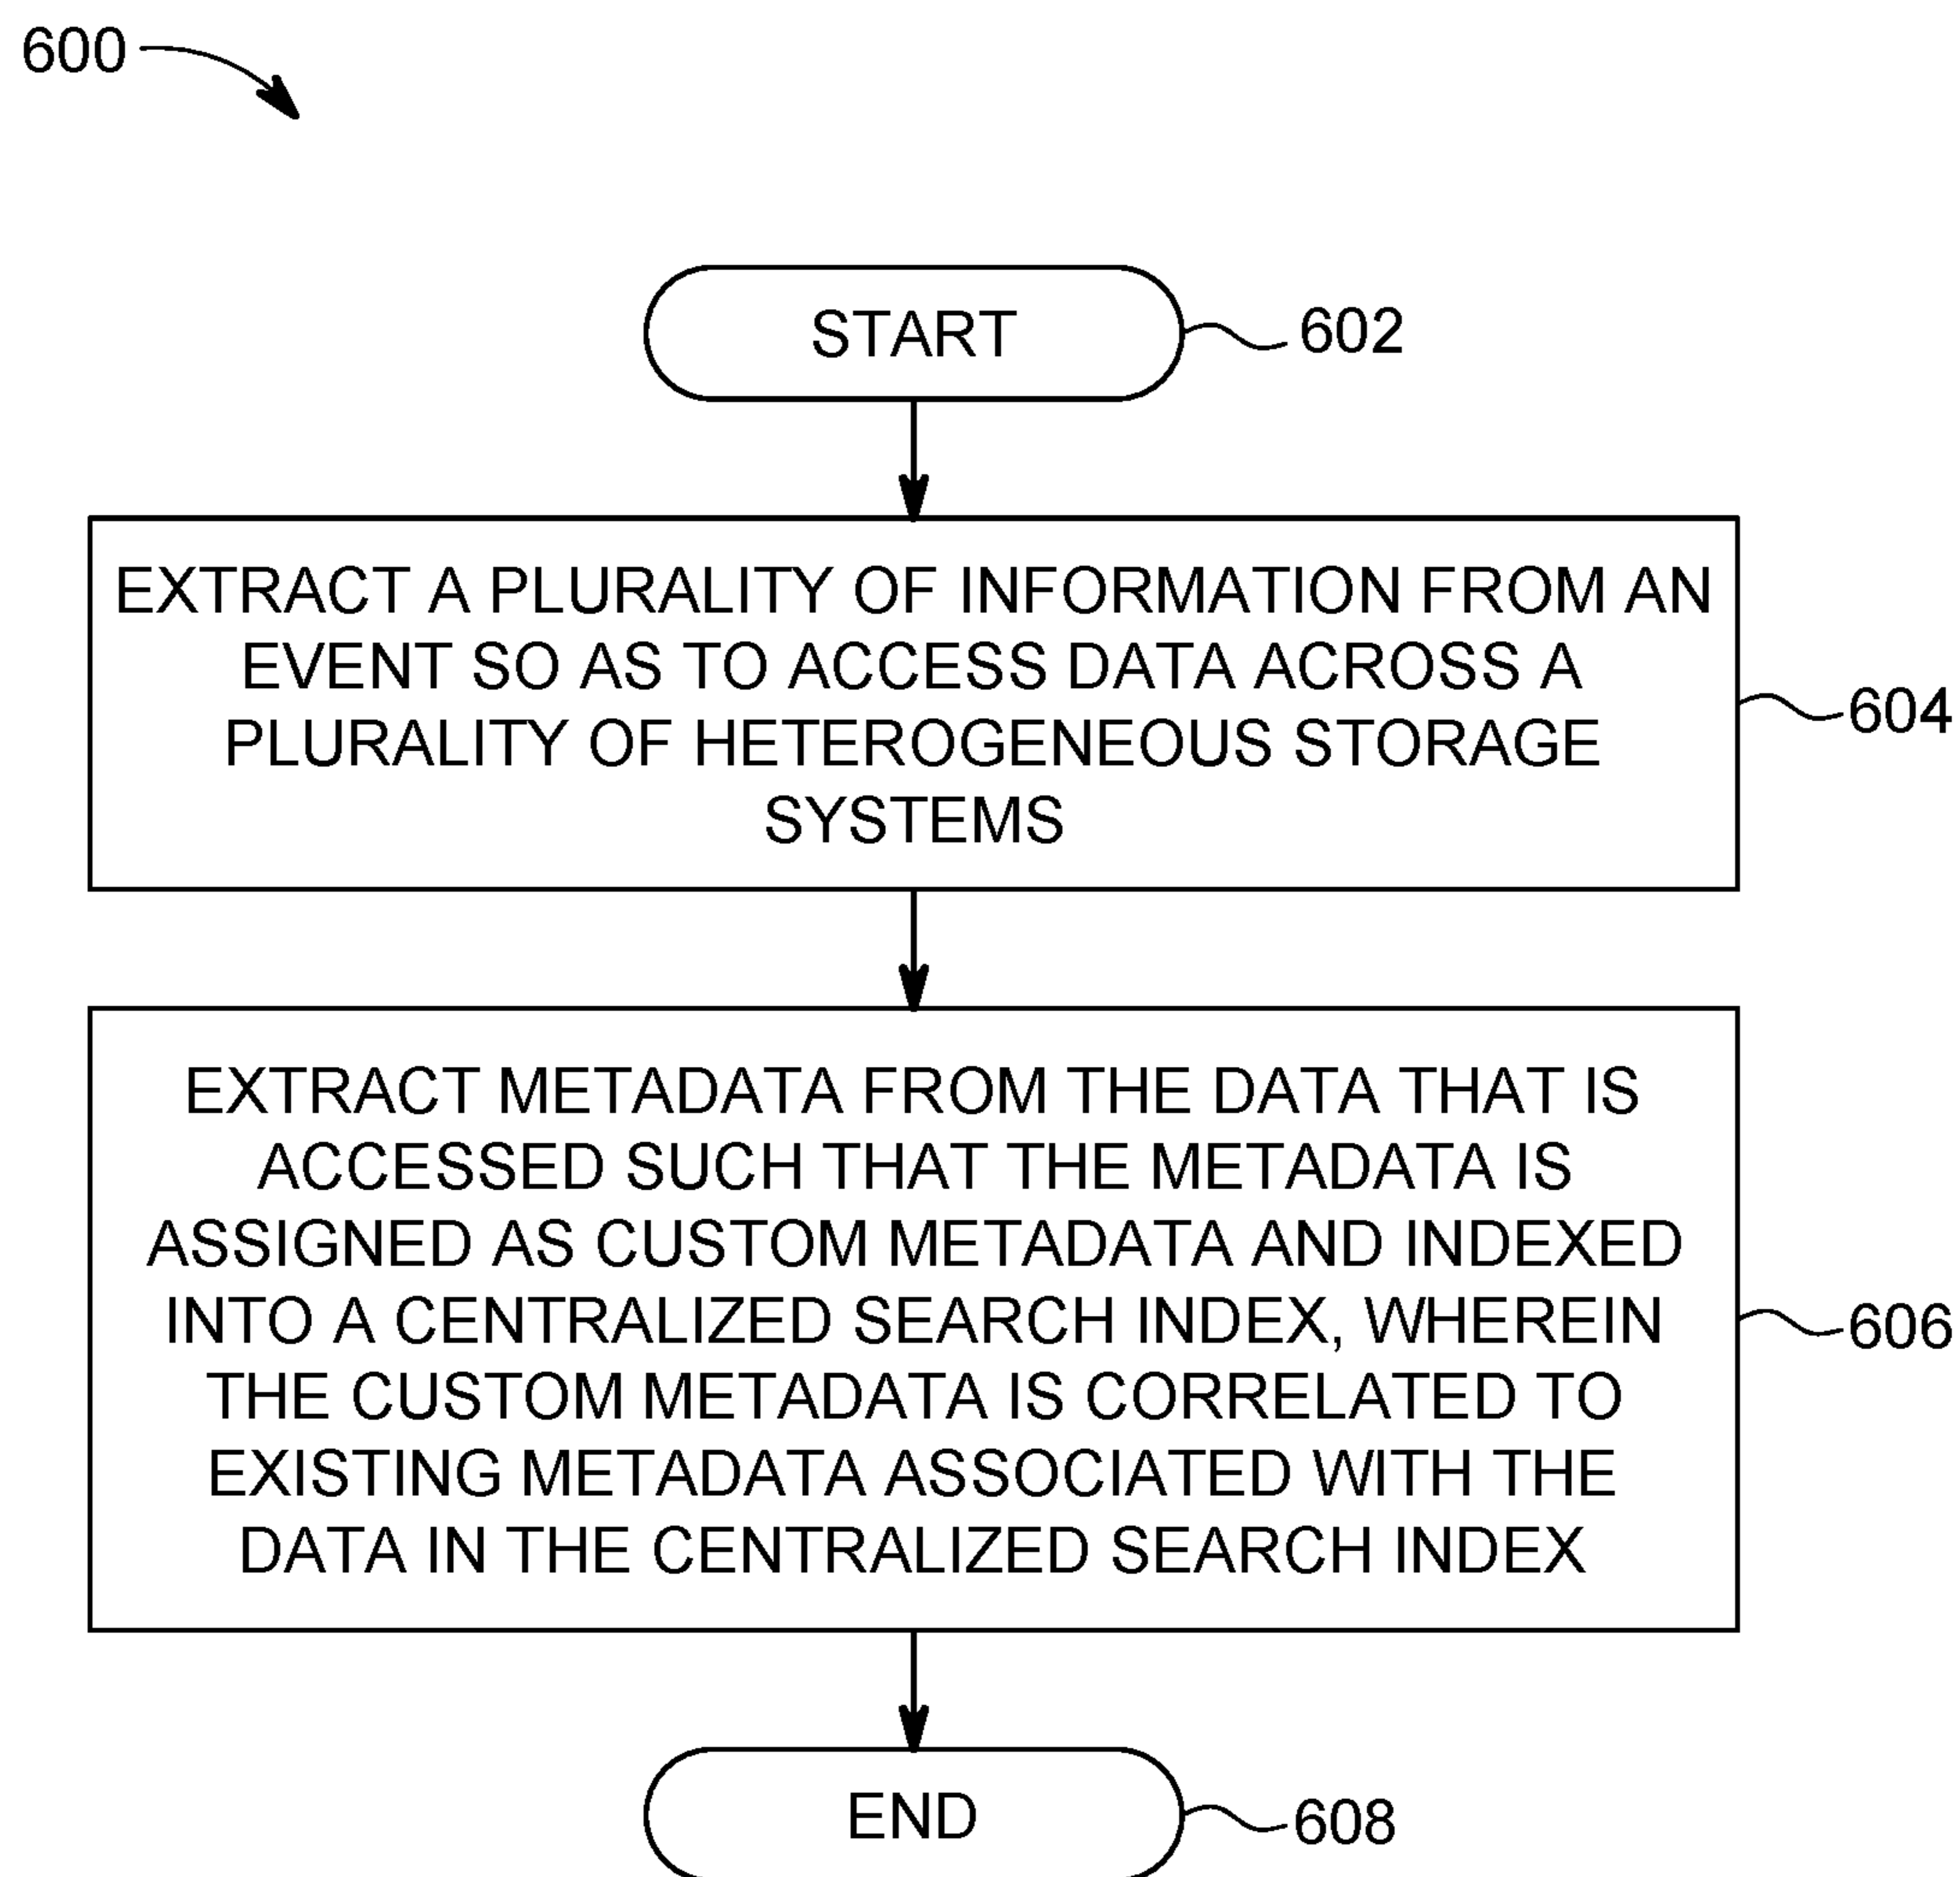 600
START
602
EXTRACT A PLURALITY OF INFORMATION FROM AN
EVENT SO AS TO ACCESS DATA ACROSS A
PLURALITY OF HETEROGENEOUS STORAGE
SYSTEMS
604
EXTRACT METADATA FROM THE DATA THAT IS
ACCESSED SUCH THAT THE METADATA IS
ASSIGNED AS CUSTOM METADATA AND INDEXED
INTO A CENTRALIZED SEARCH INDEX, WHEREIN
THE CUSTOM METADATA IS CORRELATED TO
EXISTING METADATA ASSOCIATED WITH THE
DATA IN THE CENTRALIZED SEARCH INDEX
606
END
608